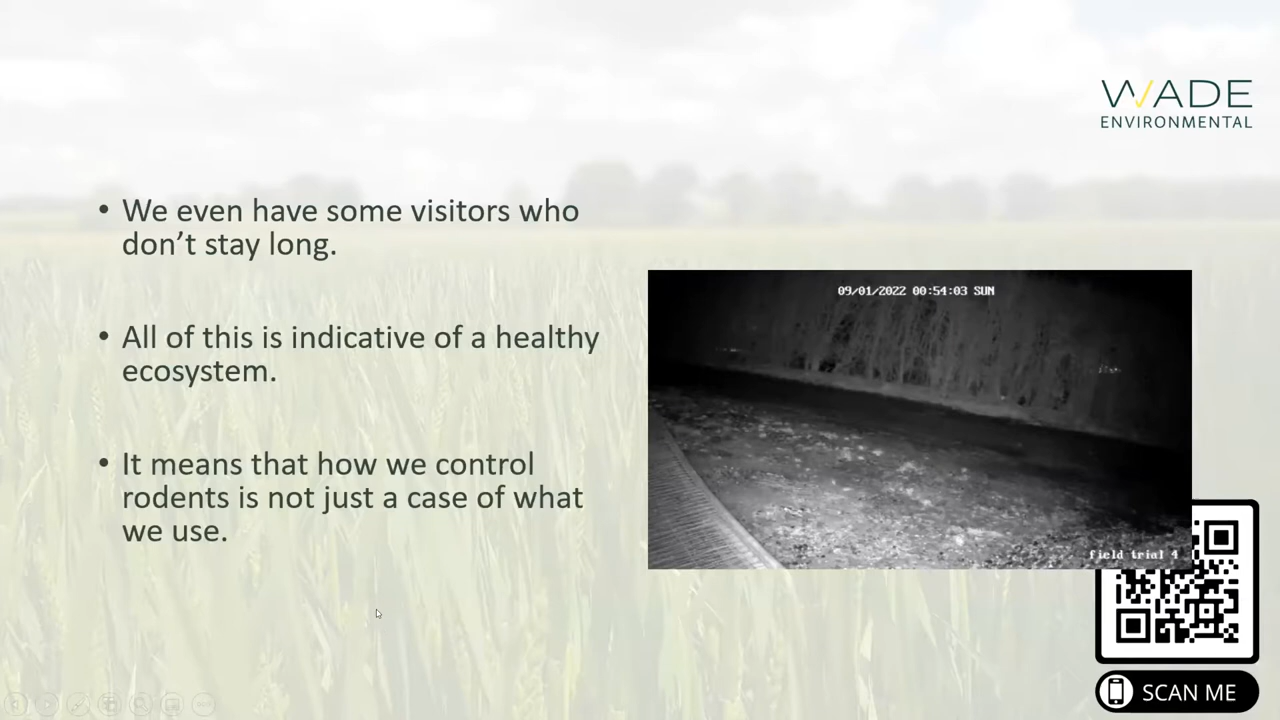 WADE
ENVIRONMENTAL
• We even have some visitors who
don’t stay long.
• All of this is indicative of a healthy
ecosystem.
• It means that how we control
rodents is not just a case of what
we use.
09/01/2022 00:54:03 SUN
field trial 4
SCAN ME